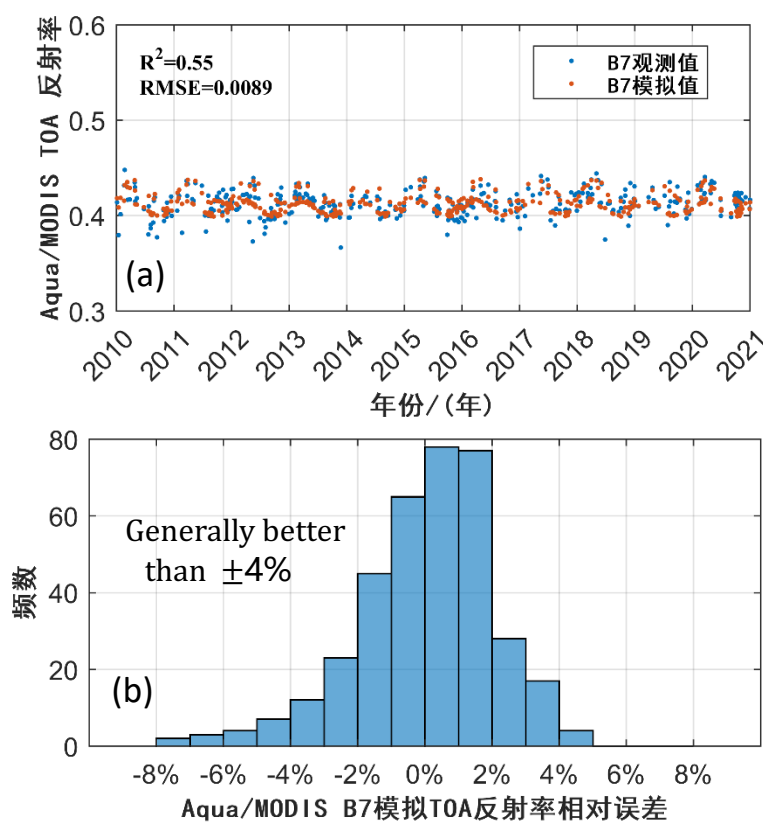 Aqua/MODIS TOA 反射率
0.6
0.5
0.4
0.3
R²=0.55
RMSE=0.0089
B7观测值
B7模拟值
(a)
2010 2011 2012 2013 2014 2015 2016 2017 2018 2019 2020 2021
年份/(年)
频数
80
60
40
20
0
Generally better
than ±4%
(b)
-8% -6% -4% -2% 0% 2% 4% 6% 8%
Aqua/MODIS B7模拟TOA反射率相对误差